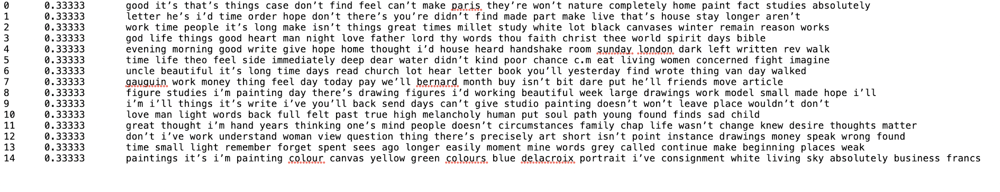 0 0.33333 good it’s that’s things case don’t find feel can’t make paris they’re won’t nature completely home paint fact studies absolutely
1 0.33333 letter he’s i’d time order hope don’t there’s you’re didn’t find made part make live that’s house stay longer aren’t
2 0.33333 work time people it’s long make isn’t things great times millet study white lot black canvases winter remain reason works
3 0.33333 god life things good heart man night love father lord thy words thou faith christ thee world spirit days bible
4 0.33333 evening morning good write give hope home thought i’d house heard handshake room sunday london dark left written rev walk
5 0.33333 time life theo feel side immediately deep dear water didn’t kind poor chance c.m eat living women concerned fight imagine
6 0.33333 uncle beautiful it’s long time days read church lot hear letter book you’ll yesterday find wrote thing van day walked
7 0.33333 gauguin work money thing feel day today pay we’ll bernard month buy isn’t bit dare put he’ll friends move article
8 0.33333 figure studies i’m painting day there’s drawing figures i’d working beautiful week large drawings work model small made hope i’ll
9 0.33333 i’m i’ll things it’s write i’ve you’ll back send days can’t give studio painting doesn’t won’t leave place wouldn’t don’t
10 0.33333 love man light words back full felt past true high melancholy human put soul path young found finds sad child
11 0.33333 great thought i’m hand years thinking one’s mind people doesn’t circumstances family chap life wasn’t change knew desire thoughts matter
12 0.33333 don’t i’ve work understand woman view question thing there’s precisely art short isn’t point instance drawings money speak wrong found
13 0.33333 time small light remember forget spent sees ago longer easily moment mine words grey called continue make beginning places weak
14 0.33333 paintings it’s i’m painting colour canvas yellow green colours blue delacroix portrait i’ve consignment white living sky absolutely business francs